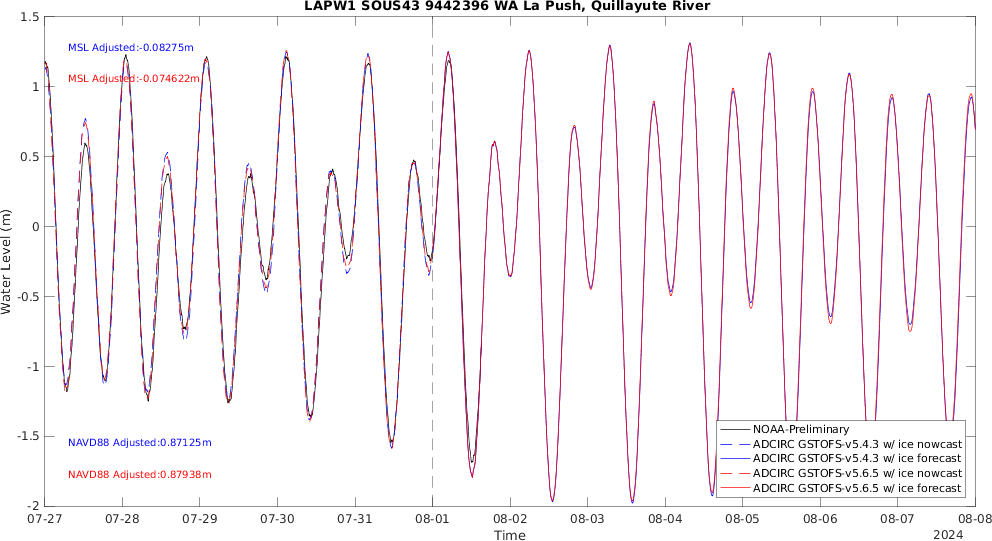 LAPW1 SOUS43 9442396 WA La Push, Quillayute River
1.5
1
0.5
0
-0.5
-1
-1.5
-2
Water Level (m)
MSL Adjusted:-0.08275m
MSL Adjusted:-0.074622m
NAVD88 Adjusted:0.87125m
NAVD88 Adjusted:0.87938m
NOAA-Preliminary
ADCIRC GSTOFS-v5.4.3 w/ ice nowcast
ADCIRC GSTOFS-v5.4.3 w/ ice forecast
ADCIRC GSTOFS-v5.6.5 w/ ice nowcast
ADCIRC GSTOFS-v5.6.5 w/ ice forecast
07-27 07-28 07-29 07-30 07-31 08-01 08-02 08-03 08-04 08-05 08-06 08-07 08-08
Time
2024